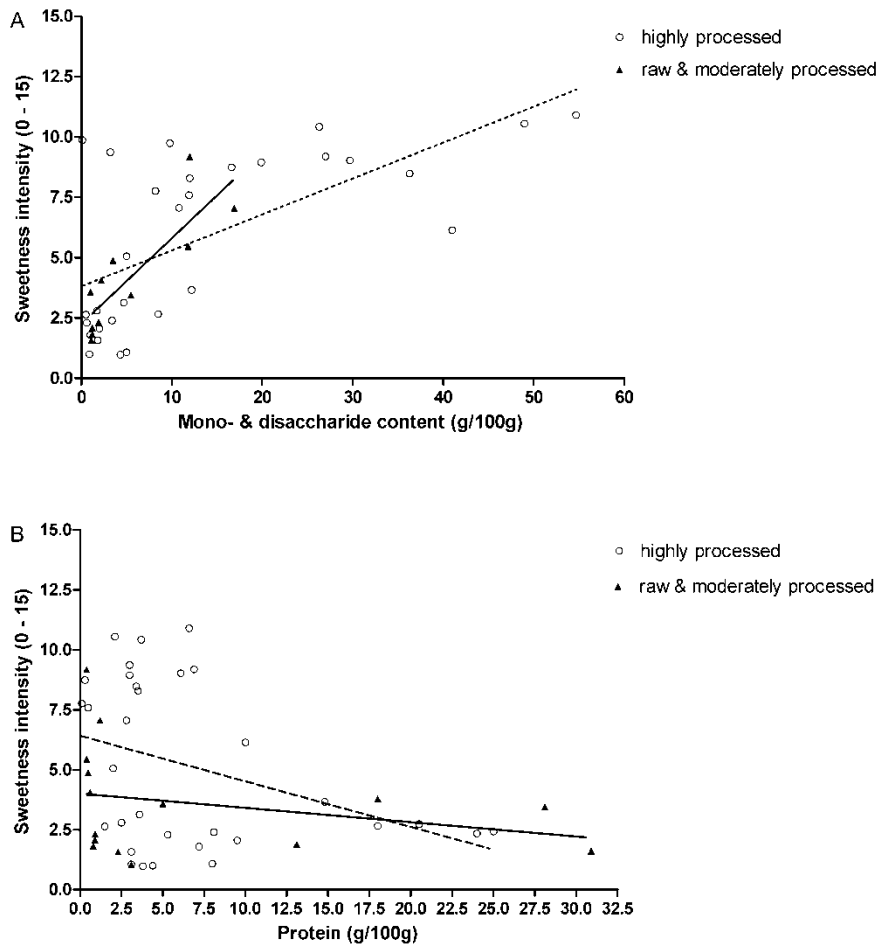 A
15.0
12.5
10.0
7.5
5.0
2.5
0.0
Sweetness intensity (0 - 15)
0 10 20 30 40 50 60
Mono- & disaccharide content (g/100g)
highly processed
raw & moderately processed
B
15.0
12.5
10.0
7.5
5.0
2.5
0.0
Sweetness intensity (0 - 15)
0.0 2.5 5.0 7.5 10.0 12.5 15.0 17.5 20.0 22.5 25.0 27.5 30.0 32.5
Protein (g/100g)
highly processed
raw & moderately processed